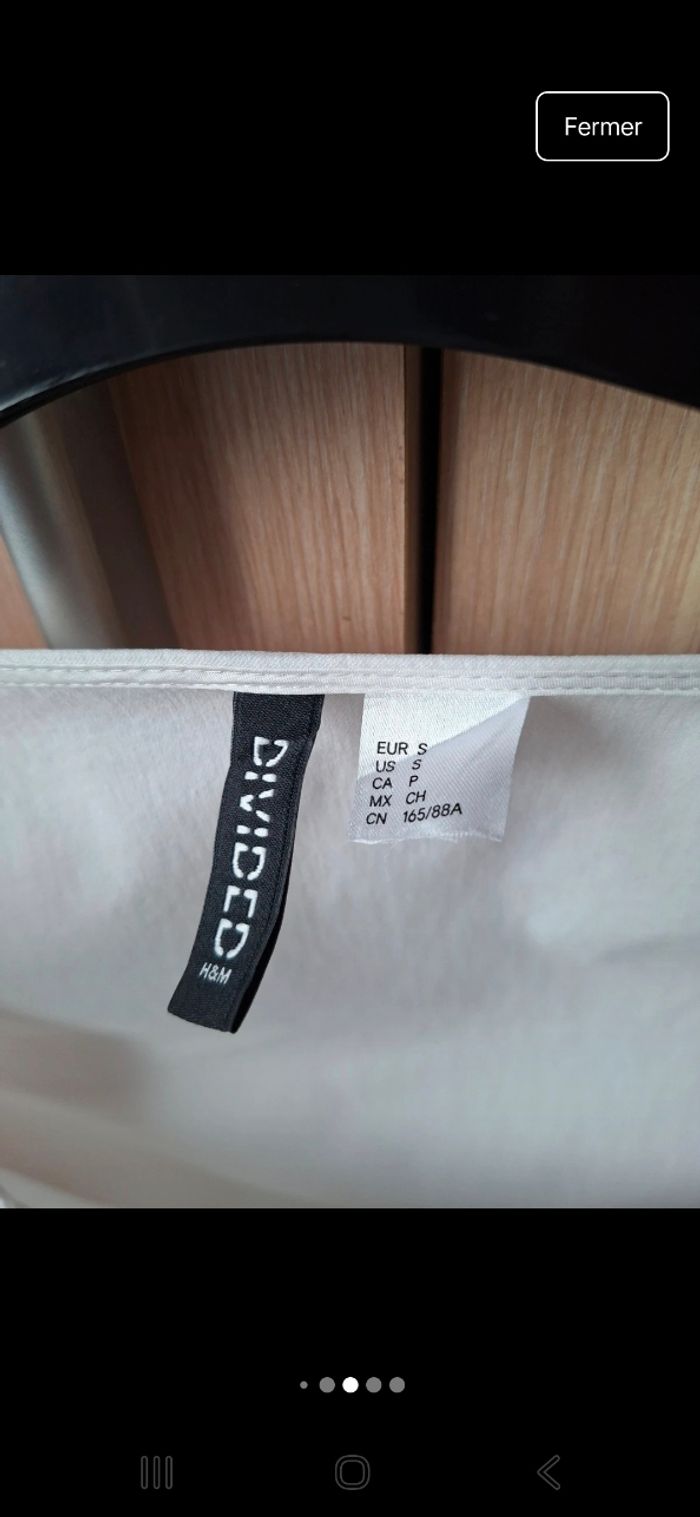 Fermer
DIVIDED
H&M
EUR S
US S
CA P
MX CH
CN 165/88A